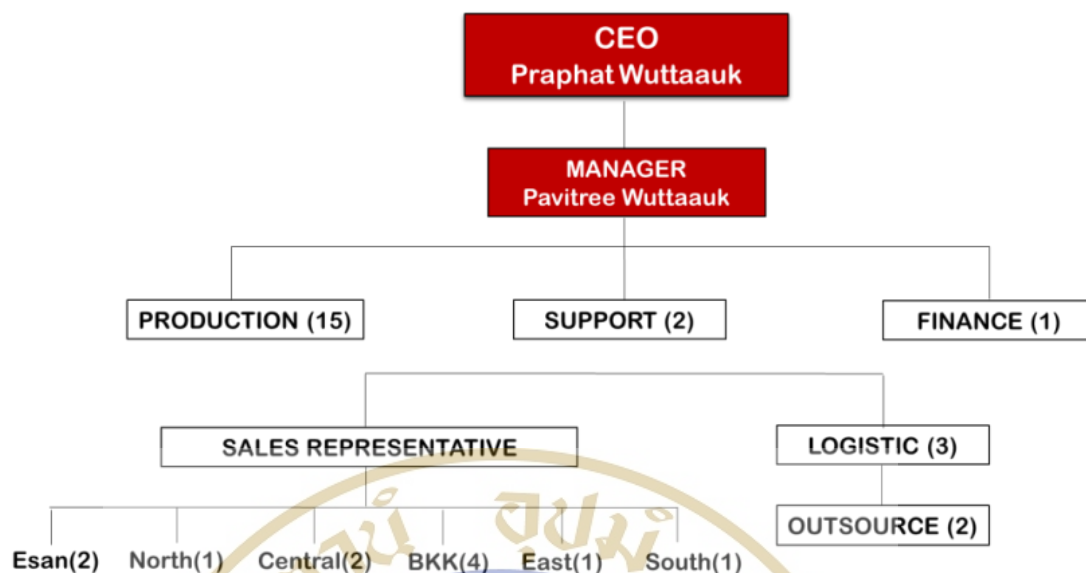 CEO
Praphat Wuttaauk
MANAGER
Pavitree Wuttaauk
PRODUCTION (15)
SUPPORT (2)
FINANCE (1)
SALES REPRESENTATIVE
LOGISTIC (3)
OUTSOURCE (2)
Esan(2)
North(1)
Central(2)
BKK(4)
East(1)
South(1)